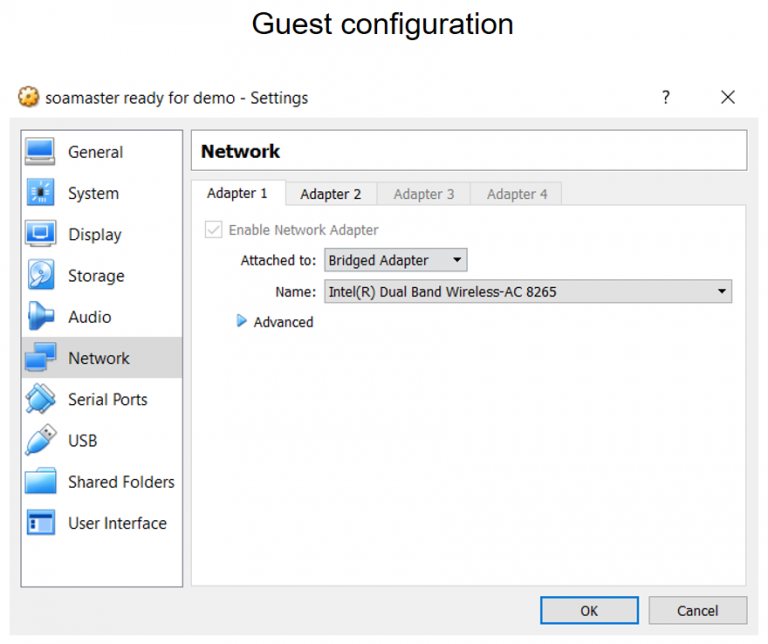 Guest configuration
soamaster ready for demo - Settings
?
General
System
Display
Storage
Audio
Network
Serial Ports
USB
Shared Folders
User Interface
Network
Adapter 1 Adapter 2 Adapter 3 Adapter 4
Enable Network Adapter
Attached to: Bridged Adapter
Name: Intel(R) Dual Band Wireless-AC 8265
Advanced
OK Cancel